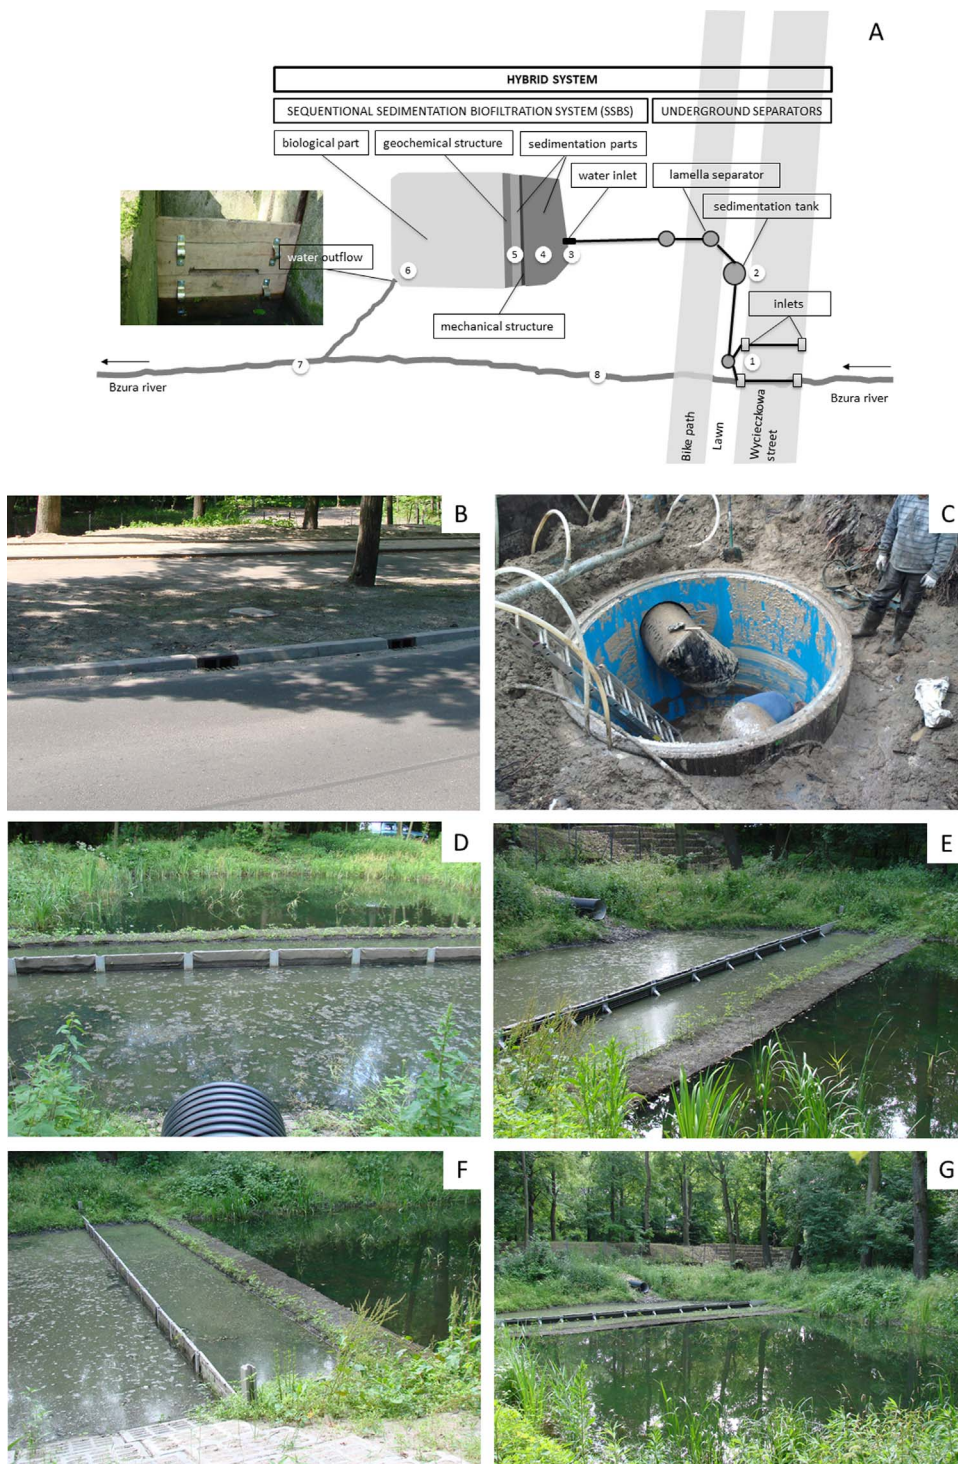 A
HYBRID SYSTEM
SEQUENTIONAL SEDIMENTATION BIOFILTRATION SYSTEM (SSBS)
UNDERGROUND SEPARATORS
biological part
geochemical structure
sedimentation parts
water inlet
lamella separator
sedimentation tank
water outflow
6
5
4
3
2
inlets
mechanical structure
1
7
8
Bzura river
Bzura river
Bike path
Lawn
Wycieczkowa
street
B
C
D
E
F
G